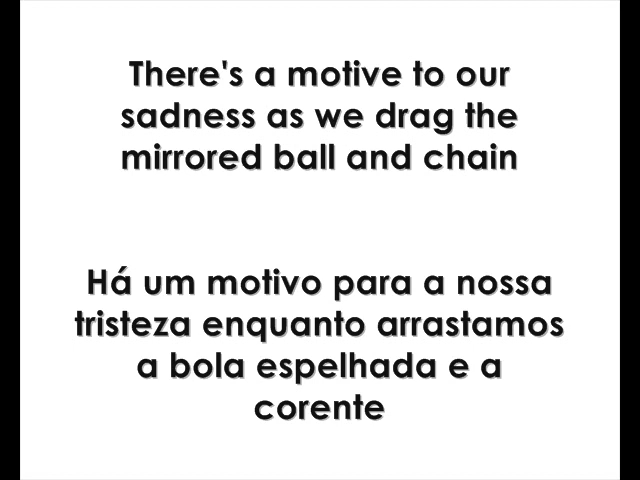 There's a motive to our
sadness as we drag the
mirrored ball and chain
Há um motivo para a nossa
tristeza enquanto arrastamos
a bola espelhada e a
corente